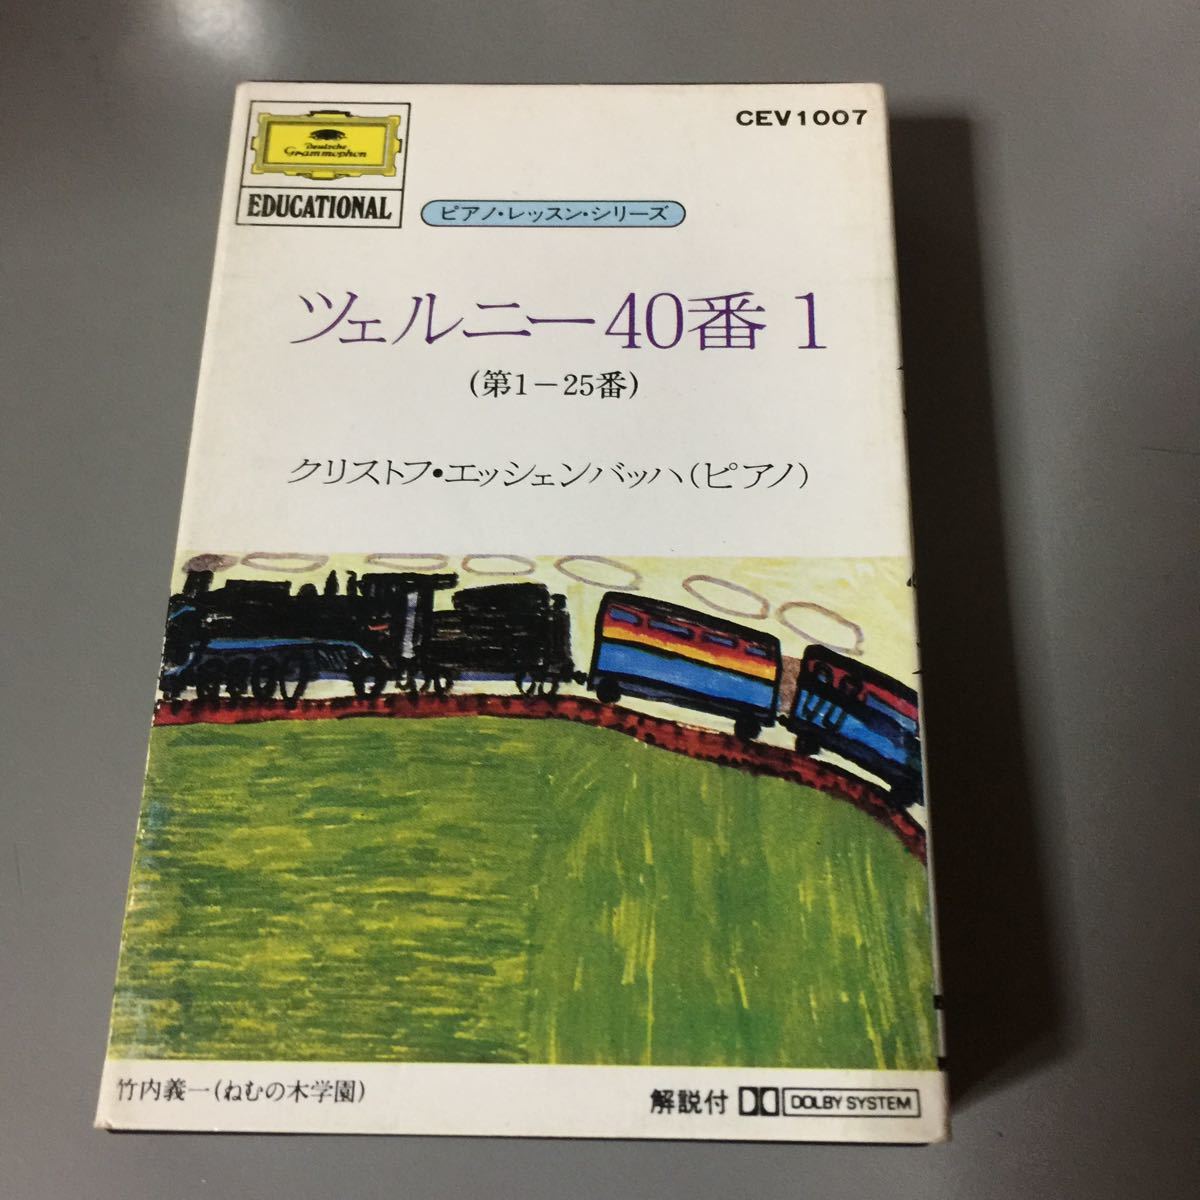 CEV1007
Deutsche
Grammophon
EDUCATIONAL
ピアノ・レッスン・シリーズ
ツェルニー40番 1
(第1-25番)
クリストフ・エッシェンバッハ(ピアノ)
竹内義一(ねむの木学園)
解説付 DOLBY SYSTEM